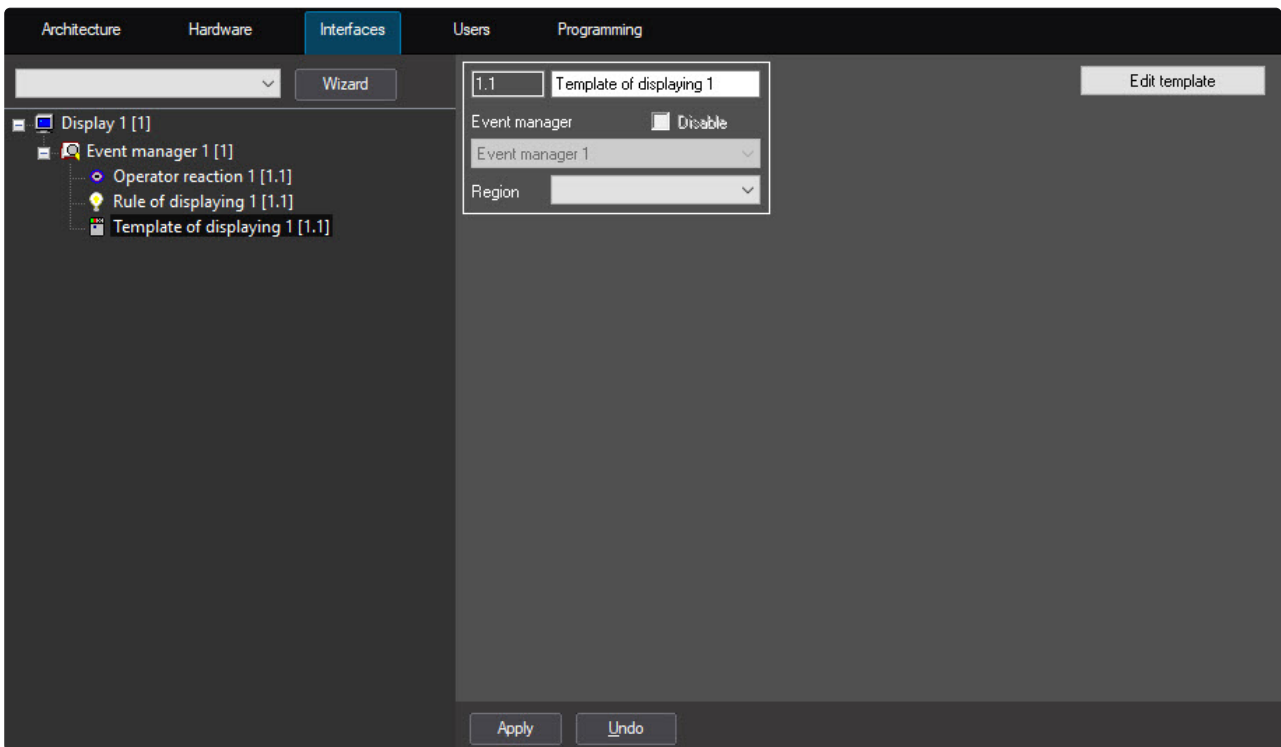 Architecture Hardware Interfaces Users Programming
Wizard
Display 1 [1]
Event manager 1 [1]
Operator reaction 1 [1.1]
Rule of displaying 1 [1.1]
Template of displaying 1 [1.1]
1.1 Template of displaying 1
Event manager Disable
Event manager 1
Region
Edit template
Apply Undo